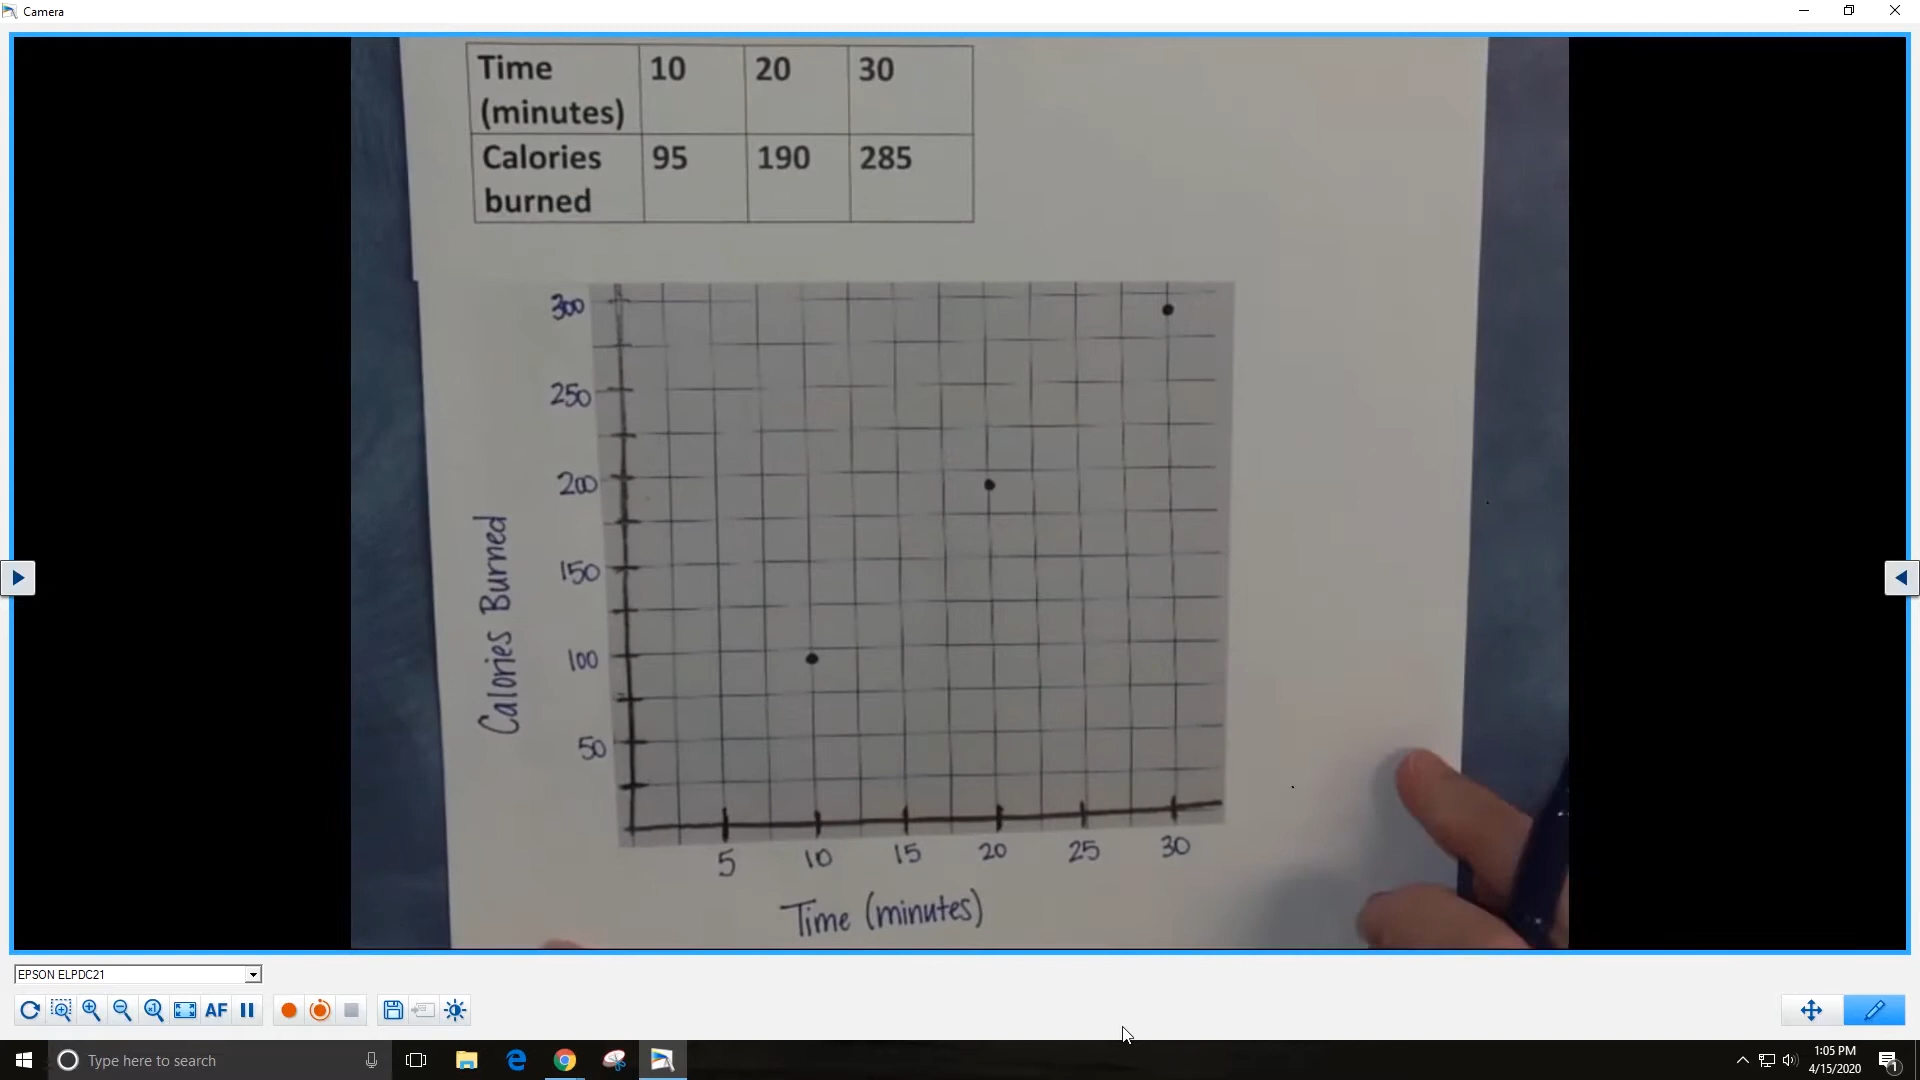 Camera
Time (minutes) 10 20 30
Calories burned 95 190 285
300
250
200
150
100
50
Calories Burned
5 10 15 20 25 30
Time (minutes)
EPSON ELPDC21
AF
Type here to search
1:05 PM
4/15/2020
1